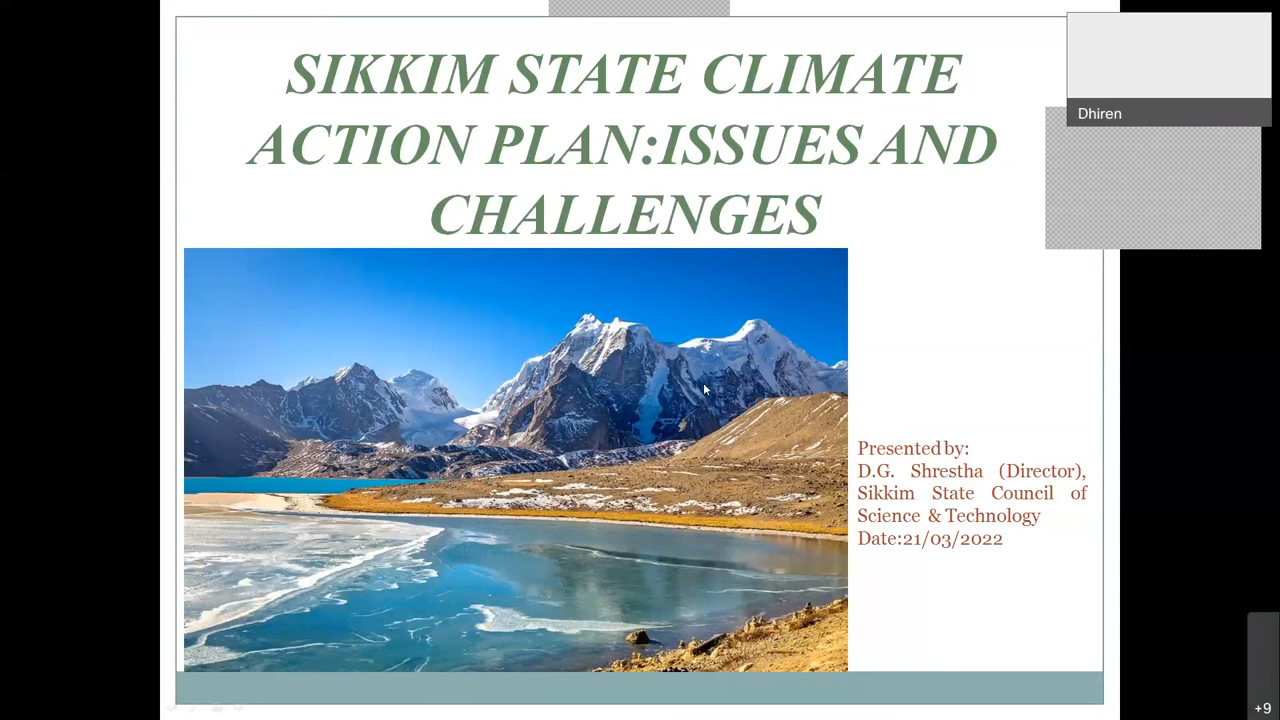 SIKKIM STATE CLIMATE
ACTION PLAN:ISSUES AND
CHALLENGES
Dhiren
Presented by:
D.G. Shrestha (Director),
Sikkim State Council of
Science & Technology
Date:21/03/2022
+9